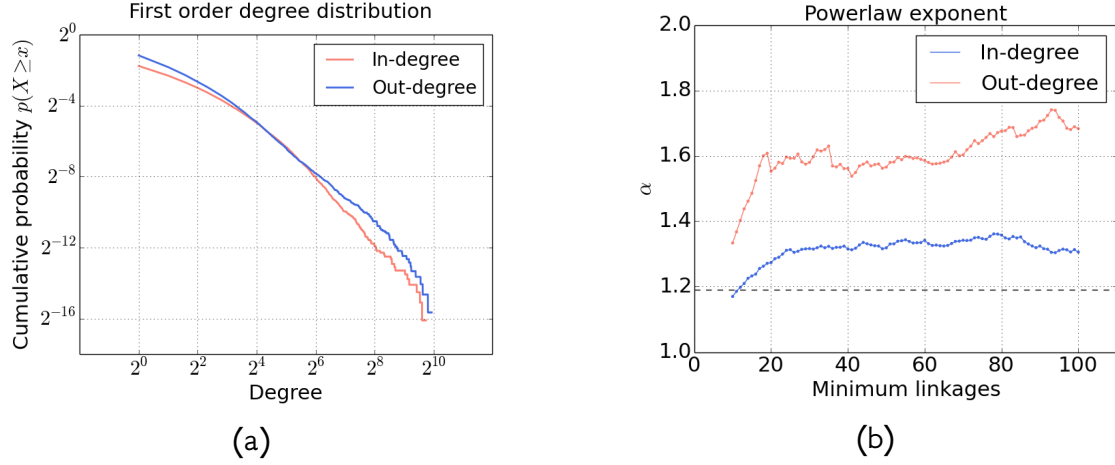 First order degree distribution
Cumulative probability p(X ≥ x)
2^0
2^-4
2^-8
2^-12
2^-16
In-degree
Out-degree
2^0 2^2 2^4 2^6 2^8 2^10
Degree
(a)
Powerlaw exponent
α
2.0
1.8
1.6
1.4
1.2
1.0
In-degree
Out-degree
0 20 40 60 80 100
Minimum linkages
(b)